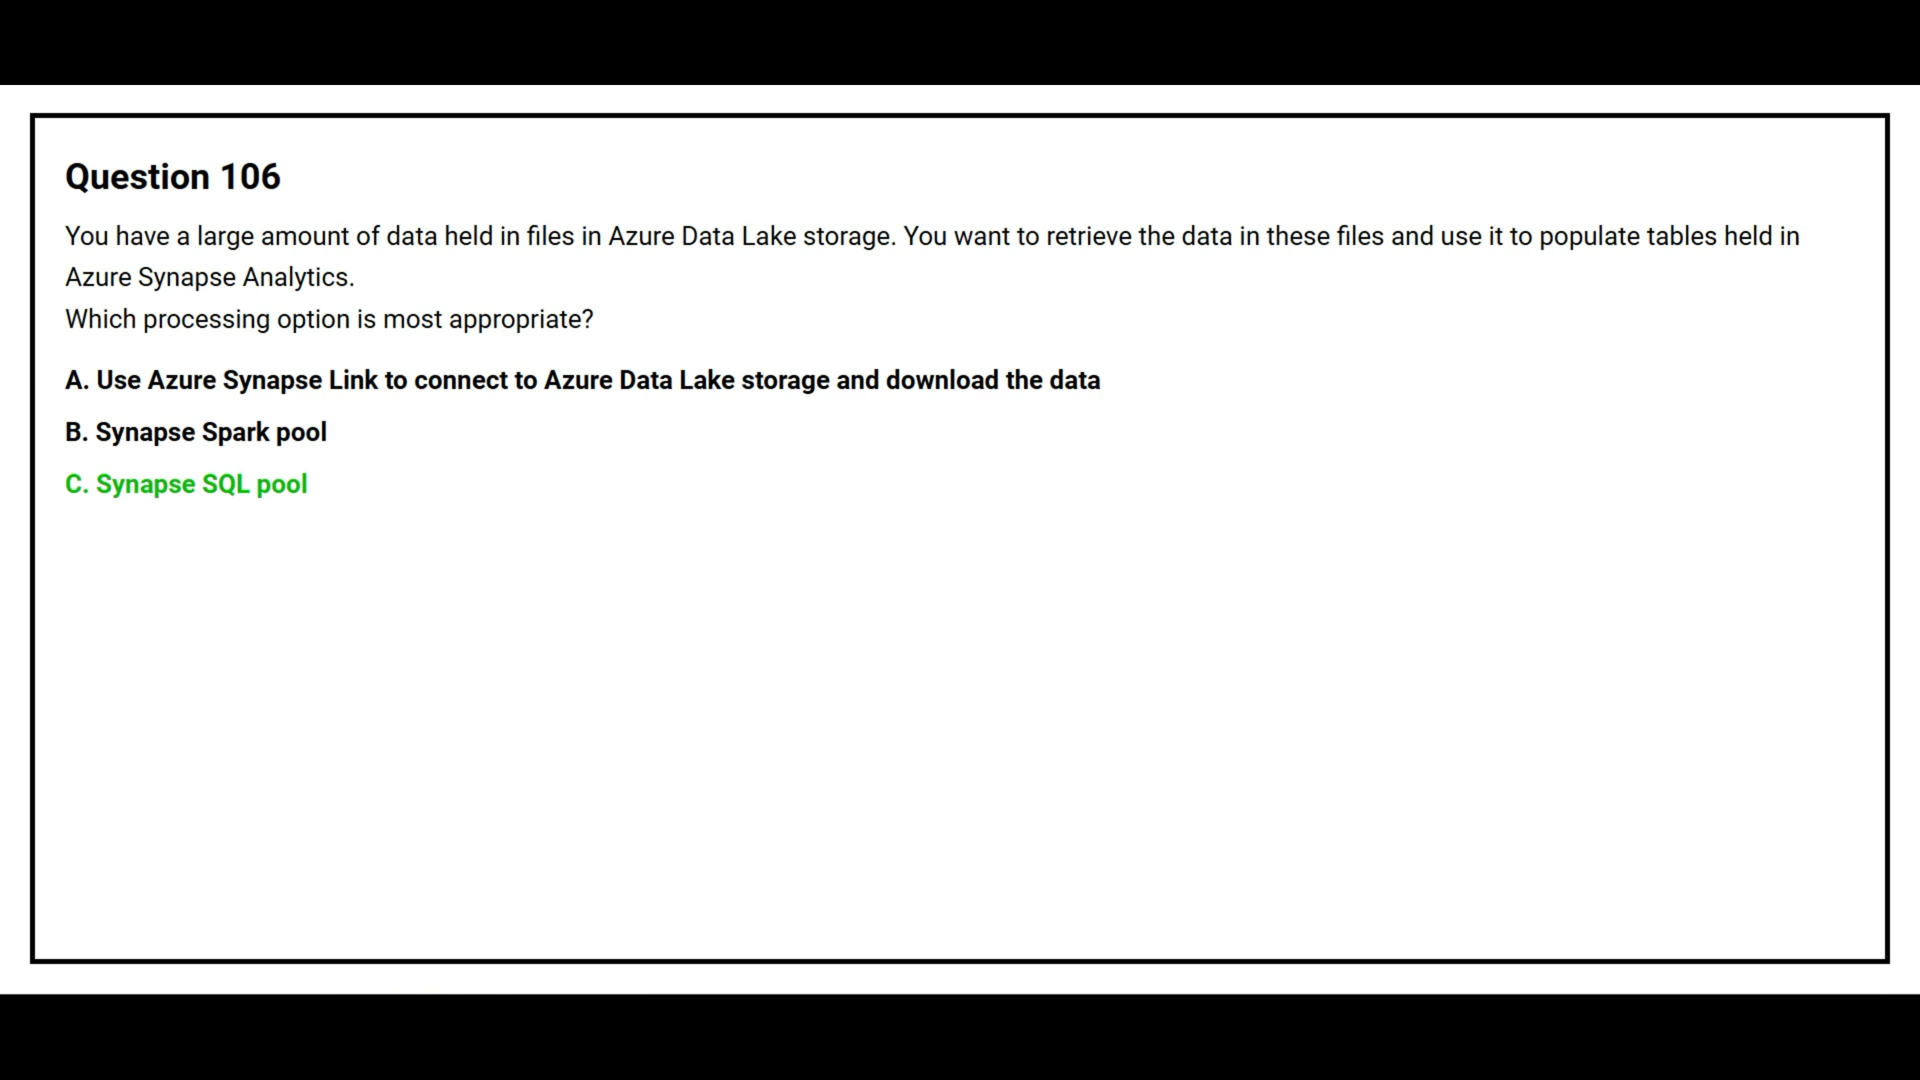 Question 106
You have a large amount of data held in files in Azure Data Lake storage. You want to retrieve the data in these files and use it to populate tables held in
Azure Synapse Analytics.
Which processing option is most appropriate?
A. Use Azure Synapse Link to connect to Azure Data Lake storage and download the data
B. Synapse Spark pool
C. Synapse SQL pool